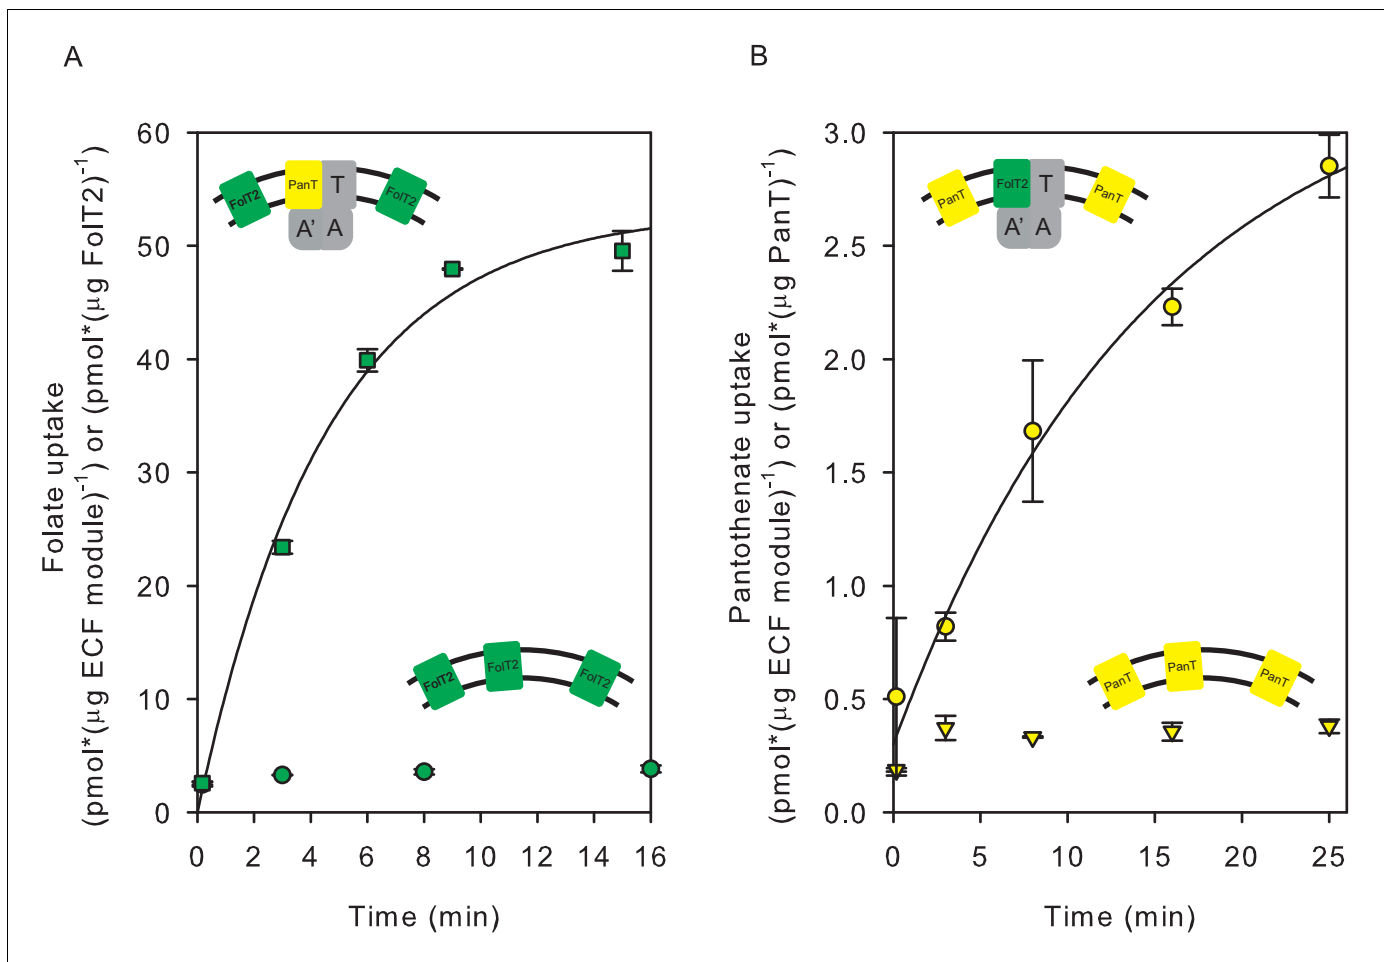 A
Folate uptake
(pmol*(μg ECF module)-1) or (pmol*(μg FolT2)-1)
60
50
40
30
20
10
0
FolT2
PanT
T
FolT2
A'
A
FolT2
FolT2
FolT2
0 2 4 6 8 10 12 14 16
Time (min)
B
Pantothenate uptake
(pmol*(μg ECF module)-1) or (pmol*(μg PanT)-1)
3.0
2.5
2.0
1.5
1.0
0.5
0.0
PanT
FolT2
T
PanT
A'
A
PanT
PanT
PanT
0 5 10 15 20 25
Time (min)